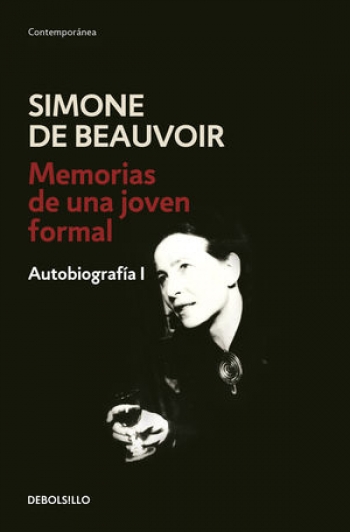 Contemporánea
SIMONE
DE BEAUVOIR
Memorias
de una joven
formal
Autobiografía I
DEBOLSILLO